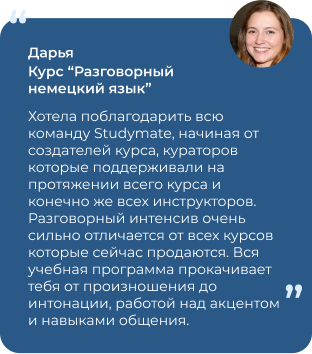 “
Дарья
Курс “Разговорный
немецкий язык”
Хотела поблагодарить всю
команду Studymate, начиная от
создателей курса, кураторов
которые поддерживали на
протяжении всего курса и
конечно же всех инструкторов.
Разговорный интенсив очень
сильно отличается от всех курсов
которые сейчас продаются. Вся
учебная программа прокачивает
тебя от произношения до
интонации, работой над акцентом
и навыками общения.
”